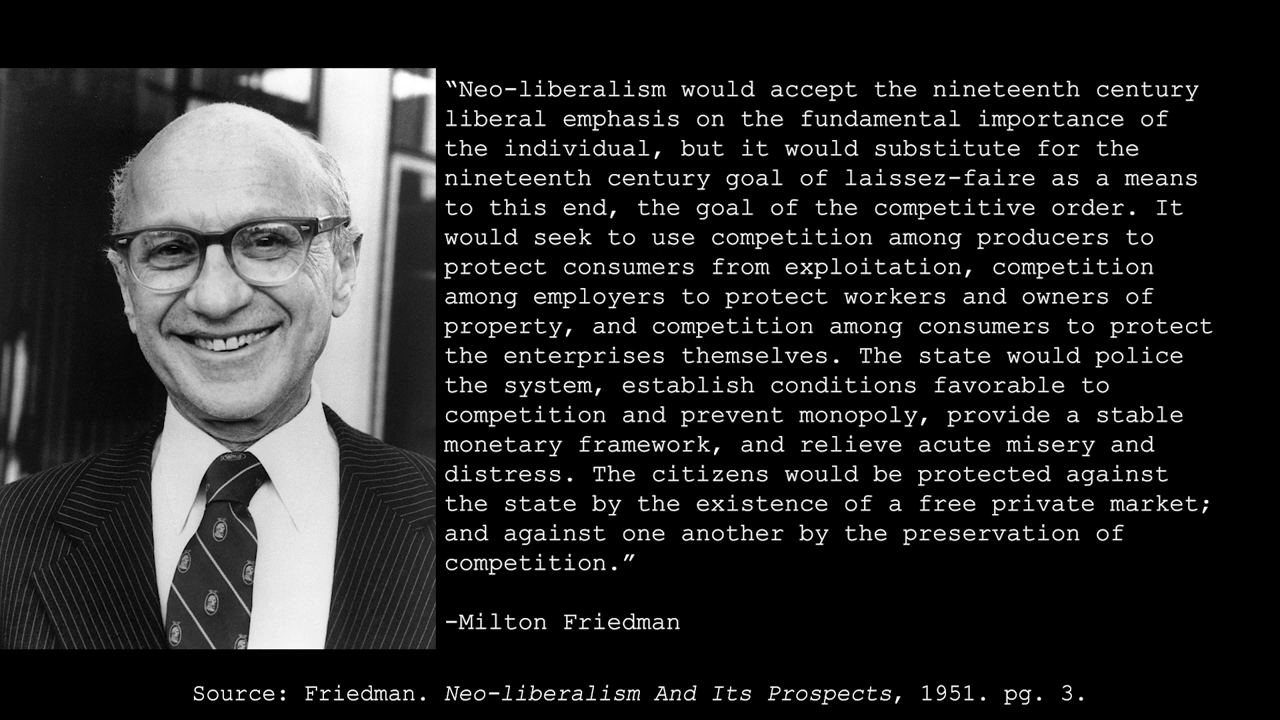 “Neo-liberalism would accept the nineteenth century
liberal emphasis on the fundamental importance of
the individual, but it would substitute for the
nineteenth century goal of laissez-faire as a means
to this end, the goal of the competitive order. It
would seek to use competition among producers to
protect consumers from exploitation, competition
among employers to protect workers and owners of
property, and competition among consumers to protect
the enterprises themselves. The state would police
the system, establish conditions favorable to
competition and prevent monopoly, provide a stable
monetary framework, and relieve acute misery and
distress. The citizens would be protected against
the state by the existence of a free private market;
and against one another by the preservation of
competition.”
-Milton Friedman
Source: Friedman. Neo-liberalism And Its Prospects, 1951. pg. 3.